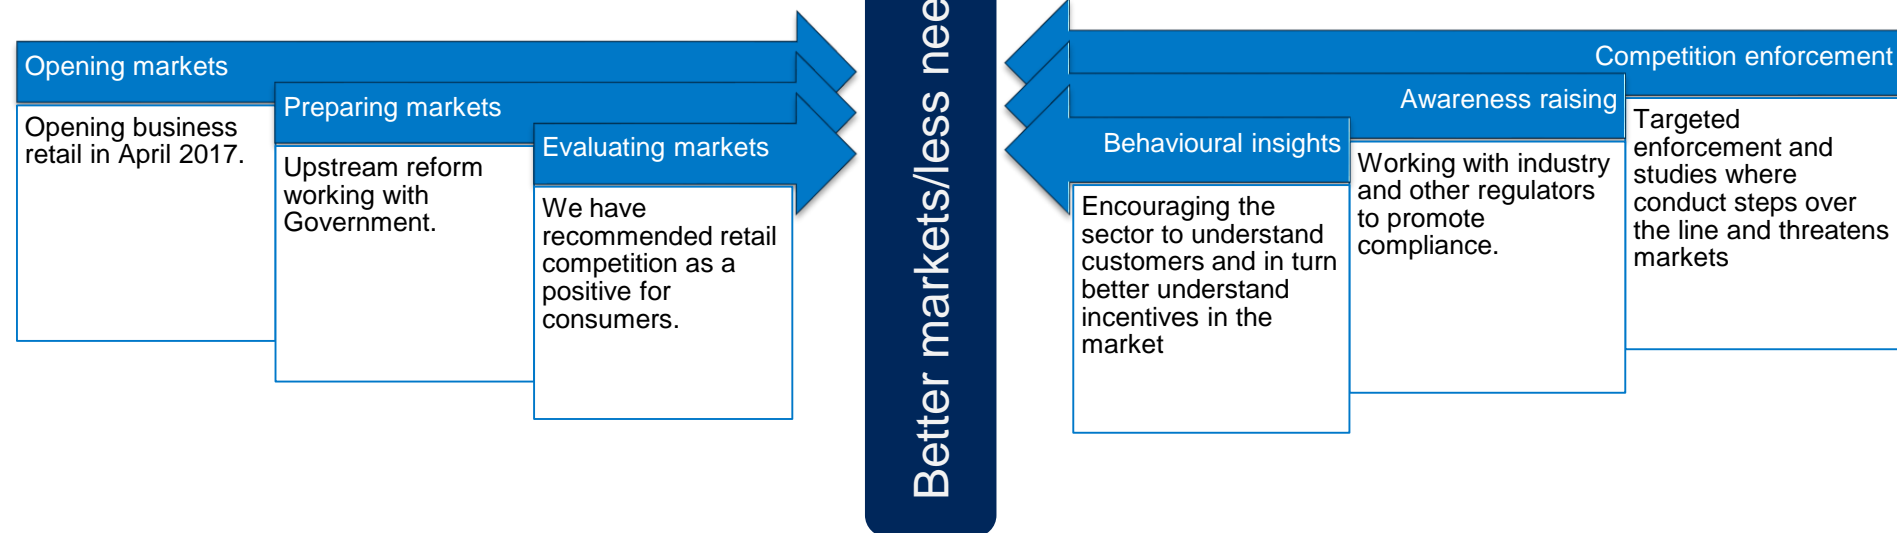 Opening markets
Opening business
retail in April 2017.
Preparing markets
Upstream reform
working with
Government.
Evaluating markets
We have
recommended retail
competition as a
positive for
consumers.
Better markets/less nee
Behavioural insights
Encouraging the
sector to understand
customers and in turn
better understand
incentives in the
market
Awareness raising
Working with industry
and other regulators
to promote
compliance.
Competition enforcement
Targeted
enforcement and
studies where
conduct steps over
the line and threatens
markets